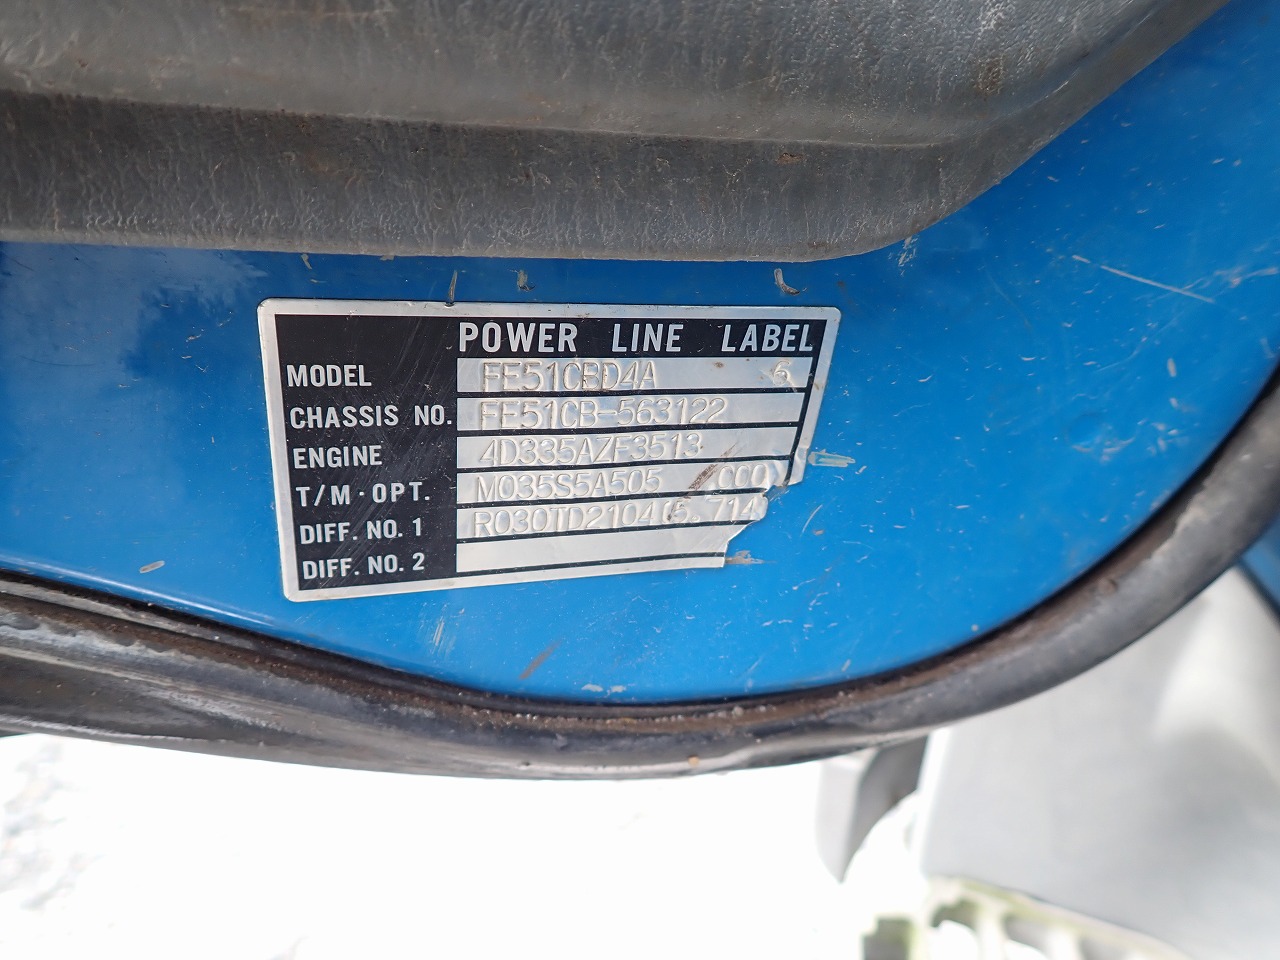 POWER LINE LABEL
MODEL FE51CBD4A 6
CHASSIS NO. FE51CB-563122
ENGINE 4D335AZF3513
T/M·OPT. M035S5A505
DIFF. NO. 1 R030TD2104(5.714)
DIFF. NO. 2